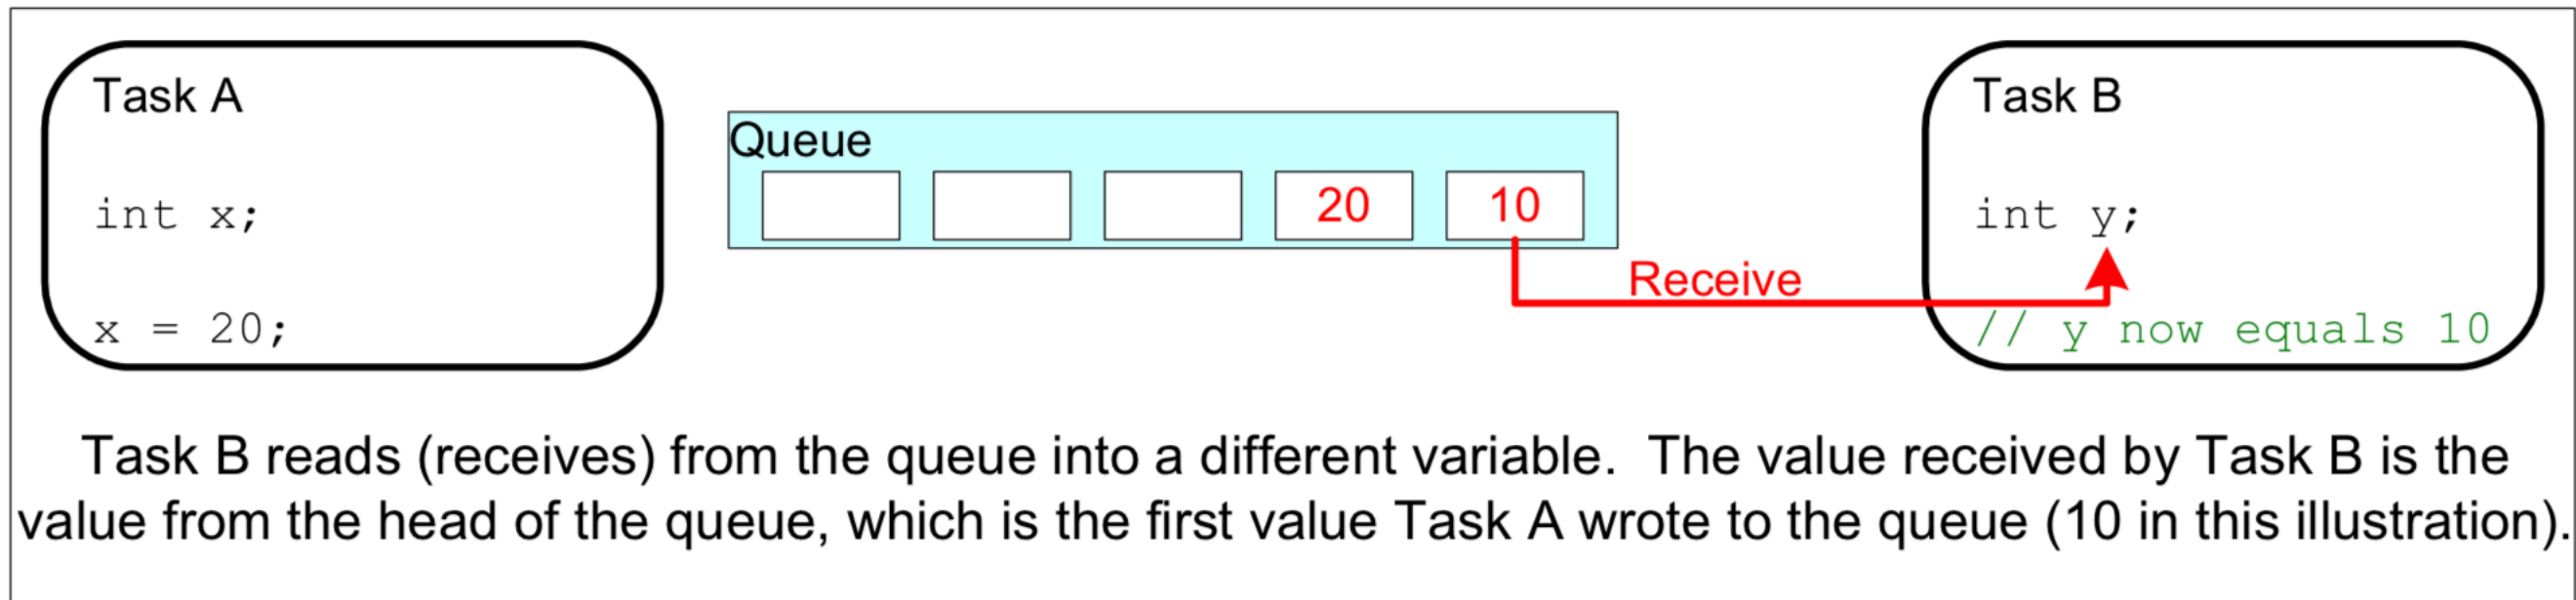 Task A
int x;
x = 20;
Queue
20
10
Receive
Task B
int y;
// y now equals 10
Task B reads (receives) from the queue into a different variable.  The value received by Task B is the
value from the head of the queue, which is the first value Task A wrote to the queue (10 in this illustration).